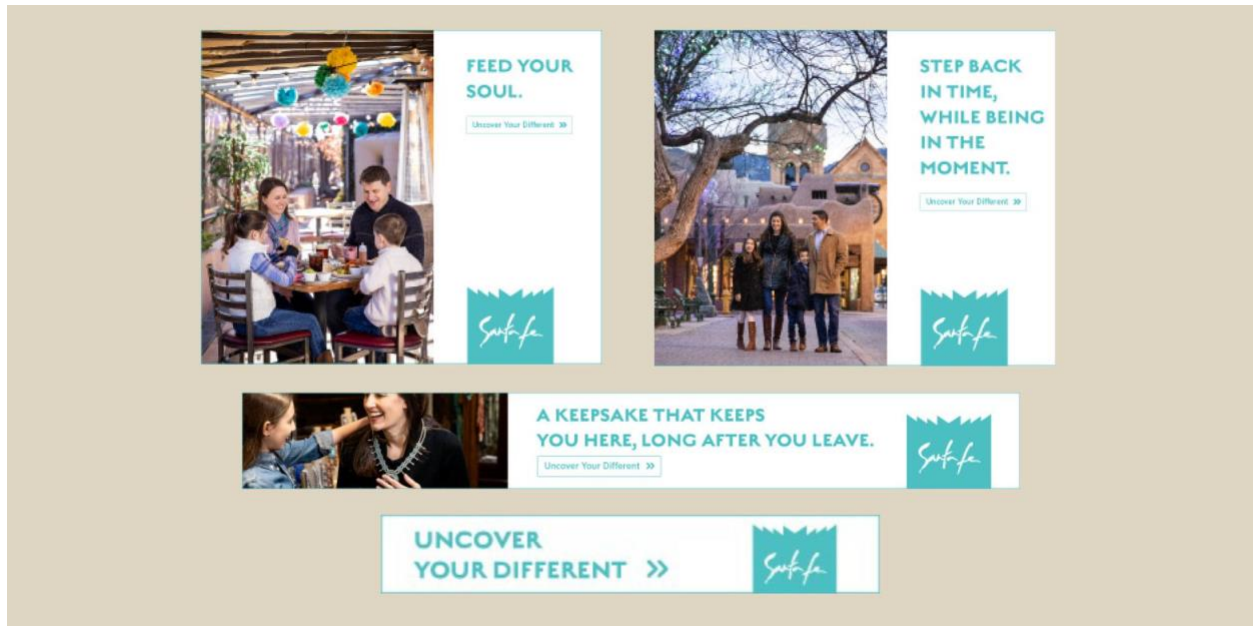 FEED YOUR
SOUL.
Uncover Your Different »
Santa Fe
STEP BACK
IN TIME,
WHILE BEING
IN THE
MOMENT.
Uncover Your Different »
Santa Fe
A KEEPSAKE THAT KEEPS
YOU HERE, LONG AFTER YOU LEAVE.
Uncover Your Different »
Santa Fe
UNCOVER
YOUR DIFFERENT »
Santa Fe